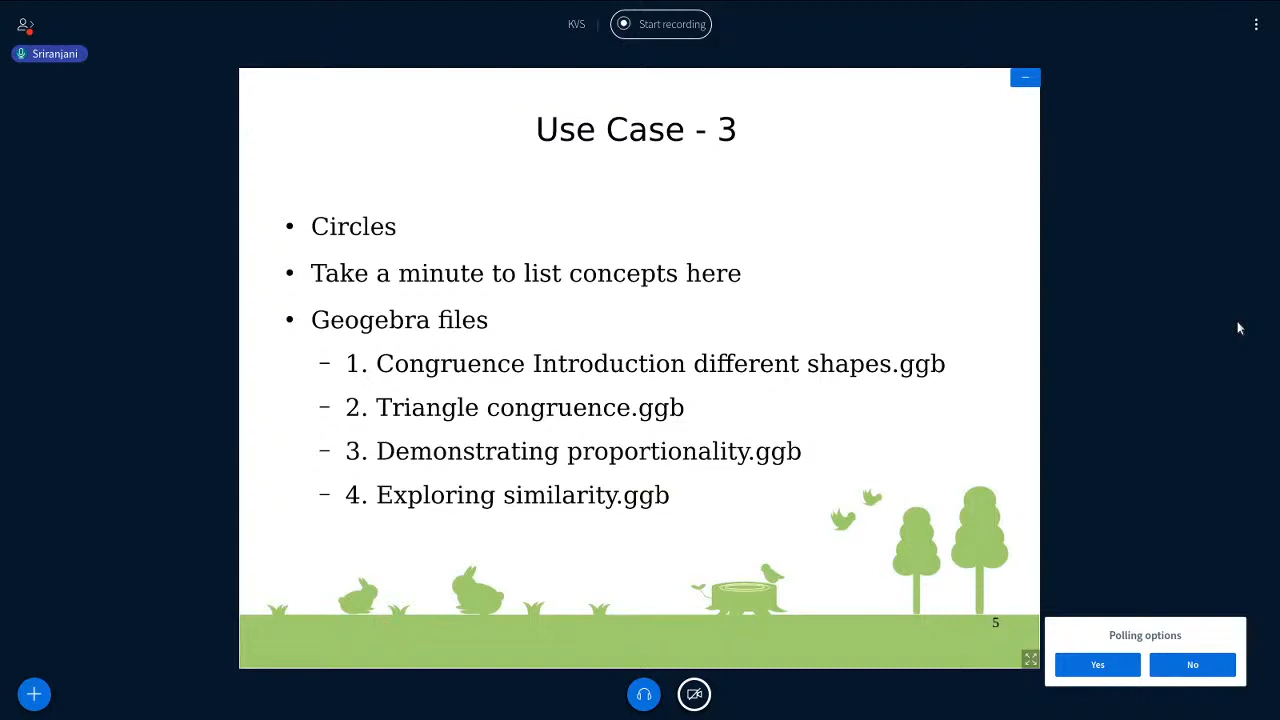 KVS
Start recording
Sriranjani
Use Case - 3
• Circles
• Take a minute to list concepts here
• Geogebra files
– 1. Congruence Introduction different shapes.ggb
– 2. Triangle congruence.ggb
– 3. Demonstrating proportionality.ggb
– 4. Exploring similarity.ggb
5
Polling options
Yes No